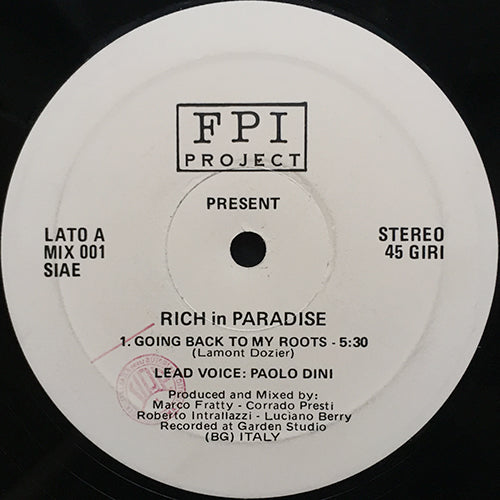 FPI
PROJECT
PRESENT
LATO A
MIX 001
SIAE
STEREO
45 GIRI
RICH in PARADISE
1. GOING BACK TO MY ROOTS - 5:30
(Lamont Dozier)
LEAD VOICE: PAOLO DINI
Produced and Mixed by:
Marco Fratty - Corrado Presti
Roberto Intrallazzi - Luciano Berry
Recorded at Garden Studio
(BG) ITALY